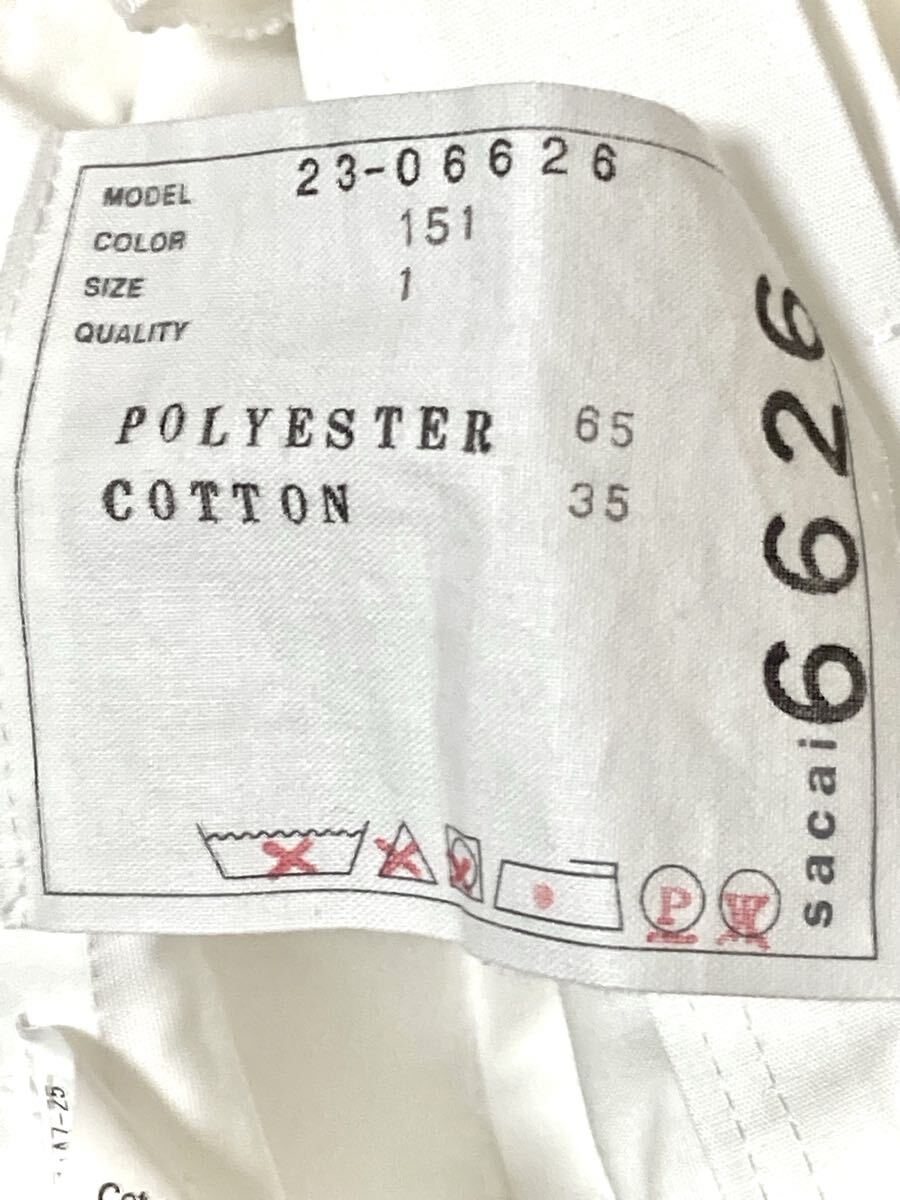 MODEL 23-06626
COLOR 151
SIZE 1
QUALITY
POLYESTER 65
COTTON 35
P W
sacai 6626